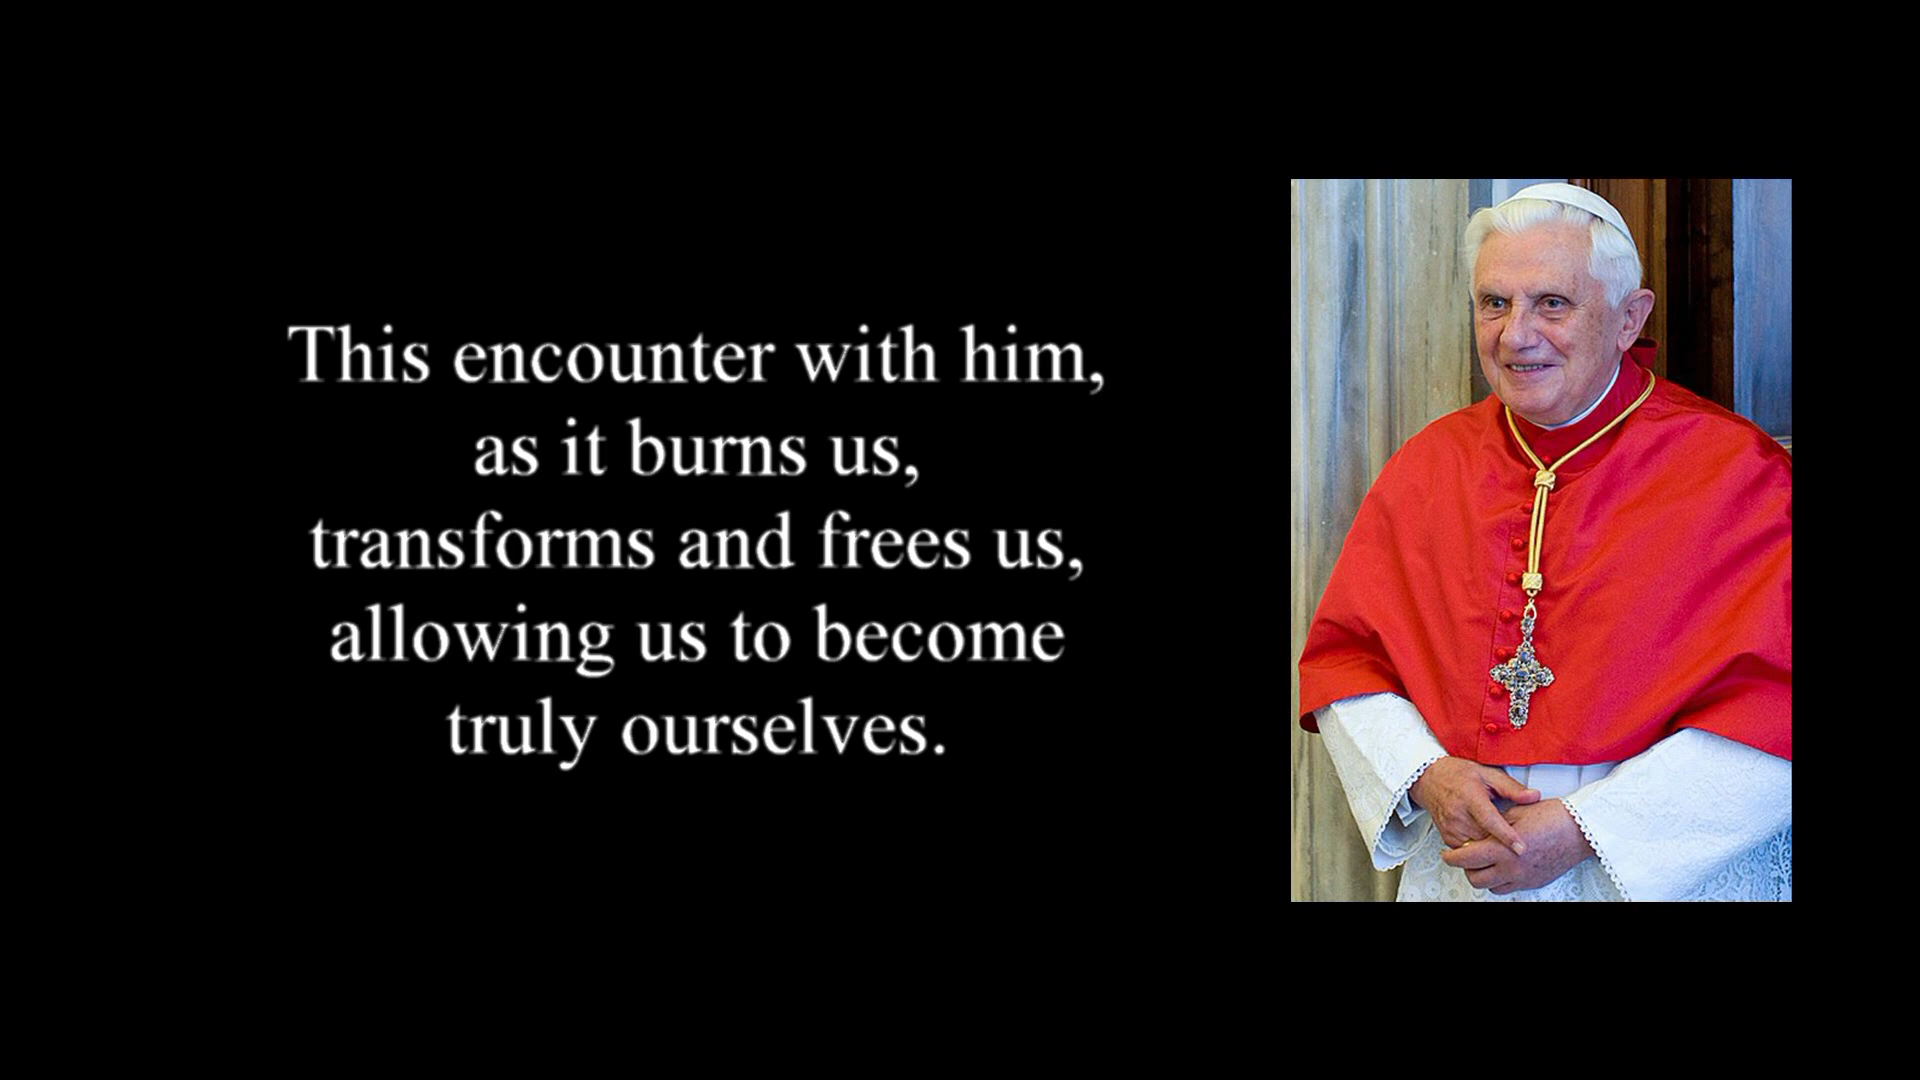 This encounter with him,
as it burns us,
transforms and frees us,
allowing us to become
truly ourselves.